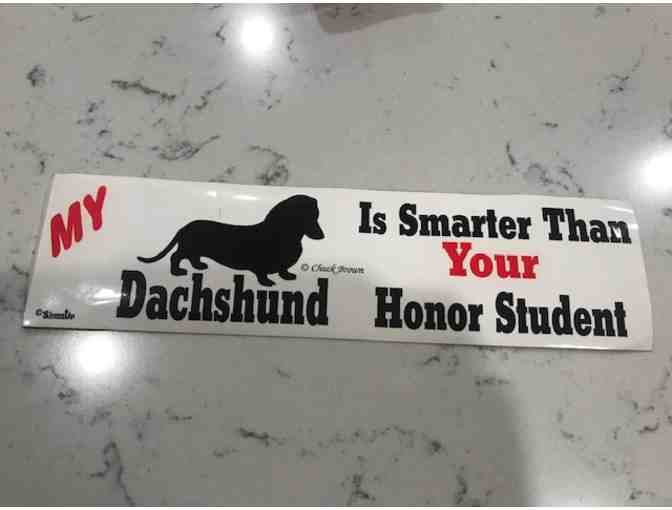 MY
Dachshund
© Chuck Brown
Is Smarter Than
Your
Honor Student